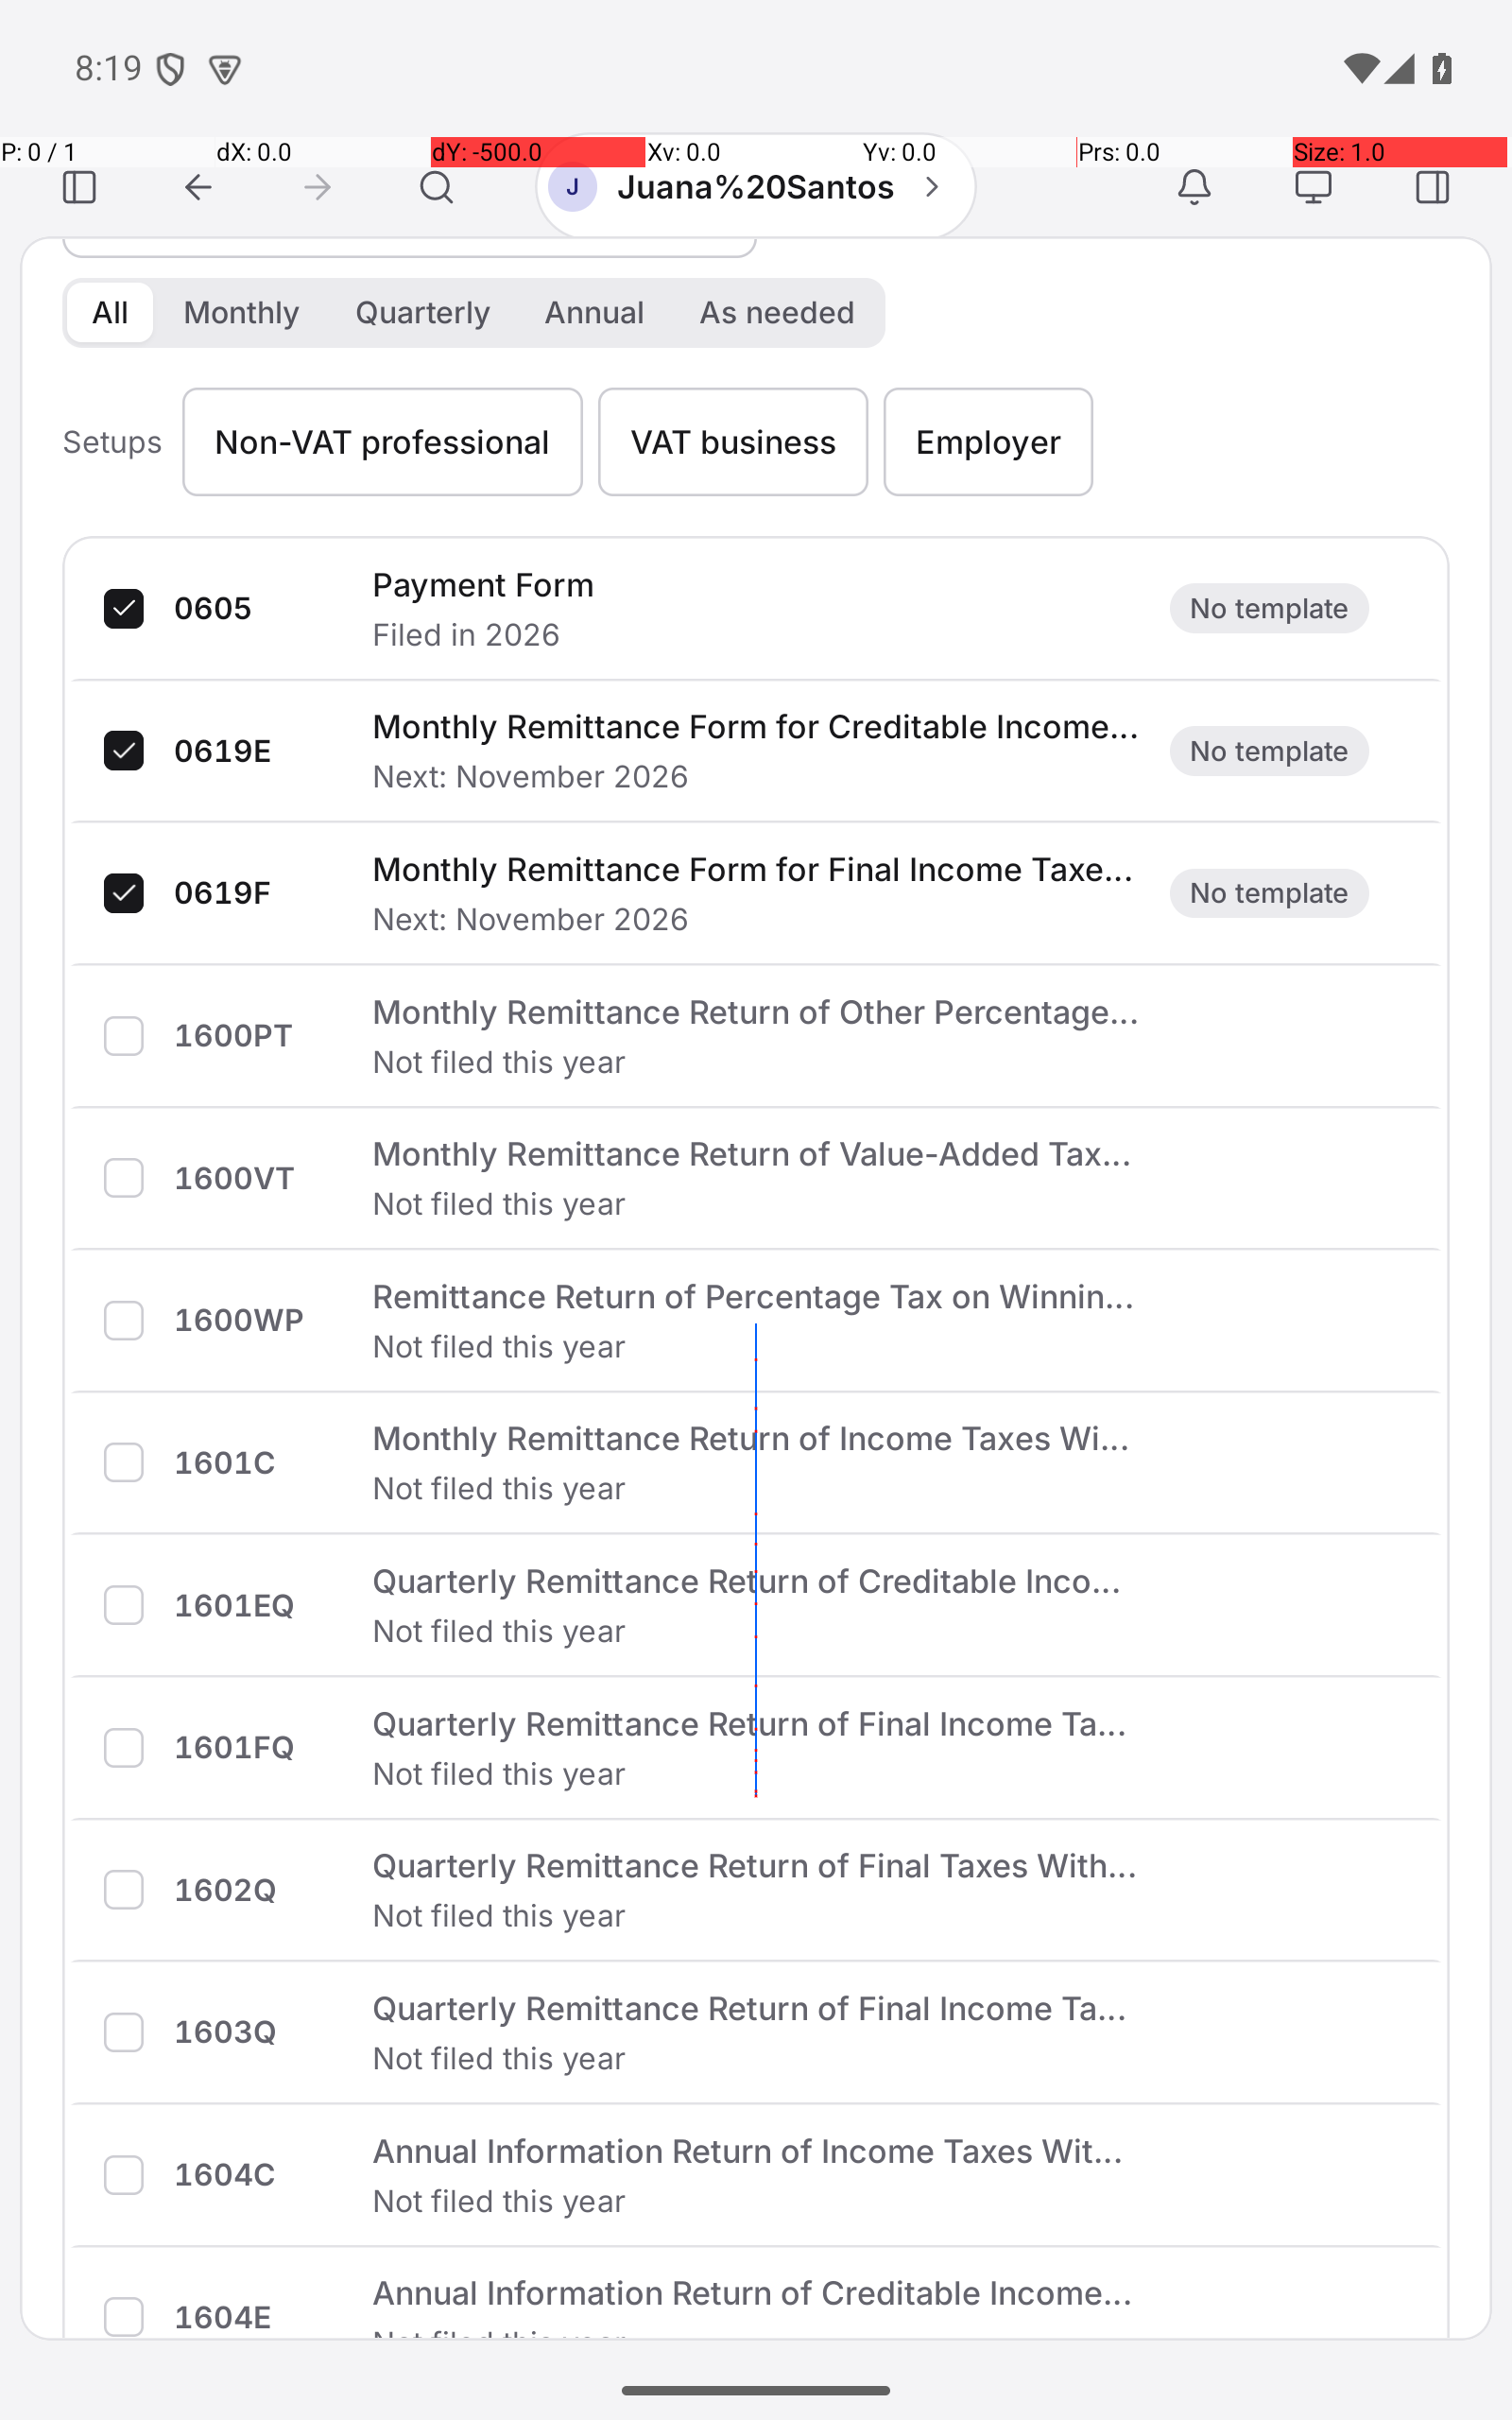 8:19
P: 0 / 1 dX: 0.0 dY: -500.0 Xv: 0.0 Yv: 0.0 Prs: 0.0 Size: 1.0
J Juana%20Santos
All Monthly Quarterly Annual As needed
Setups Non-VAT professional VAT business Employer
0605 Payment Form No template
Filed in 2026
0619E Monthly Remittance Form for Creditable Income... No template
Next: November 2026
0619F Monthly Remittance Form for Final Income Taxe... No template
Next: November 2026
1600PT Monthly Remittance Return of Other Percentage...
Not filed this year
1600VT Monthly Remittance Return of Value-Added Tax...
Not filed this year
1600WP Remittance Return of Percentage Tax on Winnin...
Not filed this year
1601C Monthly Remittance Return of Income Taxes Wi...
Not filed this year
1601EQ Quarterly Remittance Return of Creditable Inco...
Not filed this year
1601FQ Quarterly Remittance Return of Final Income Ta...
Not filed this year
1602Q Quarterly Remittance Return of Final Taxes With...
Not filed this year
1603Q Quarterly Remittance Return of Final Income Ta...
Not filed this year
1604C Annual Information Return of Income Taxes Wit...
Not filed this year
1604E Annual Information Return of Creditable Income...